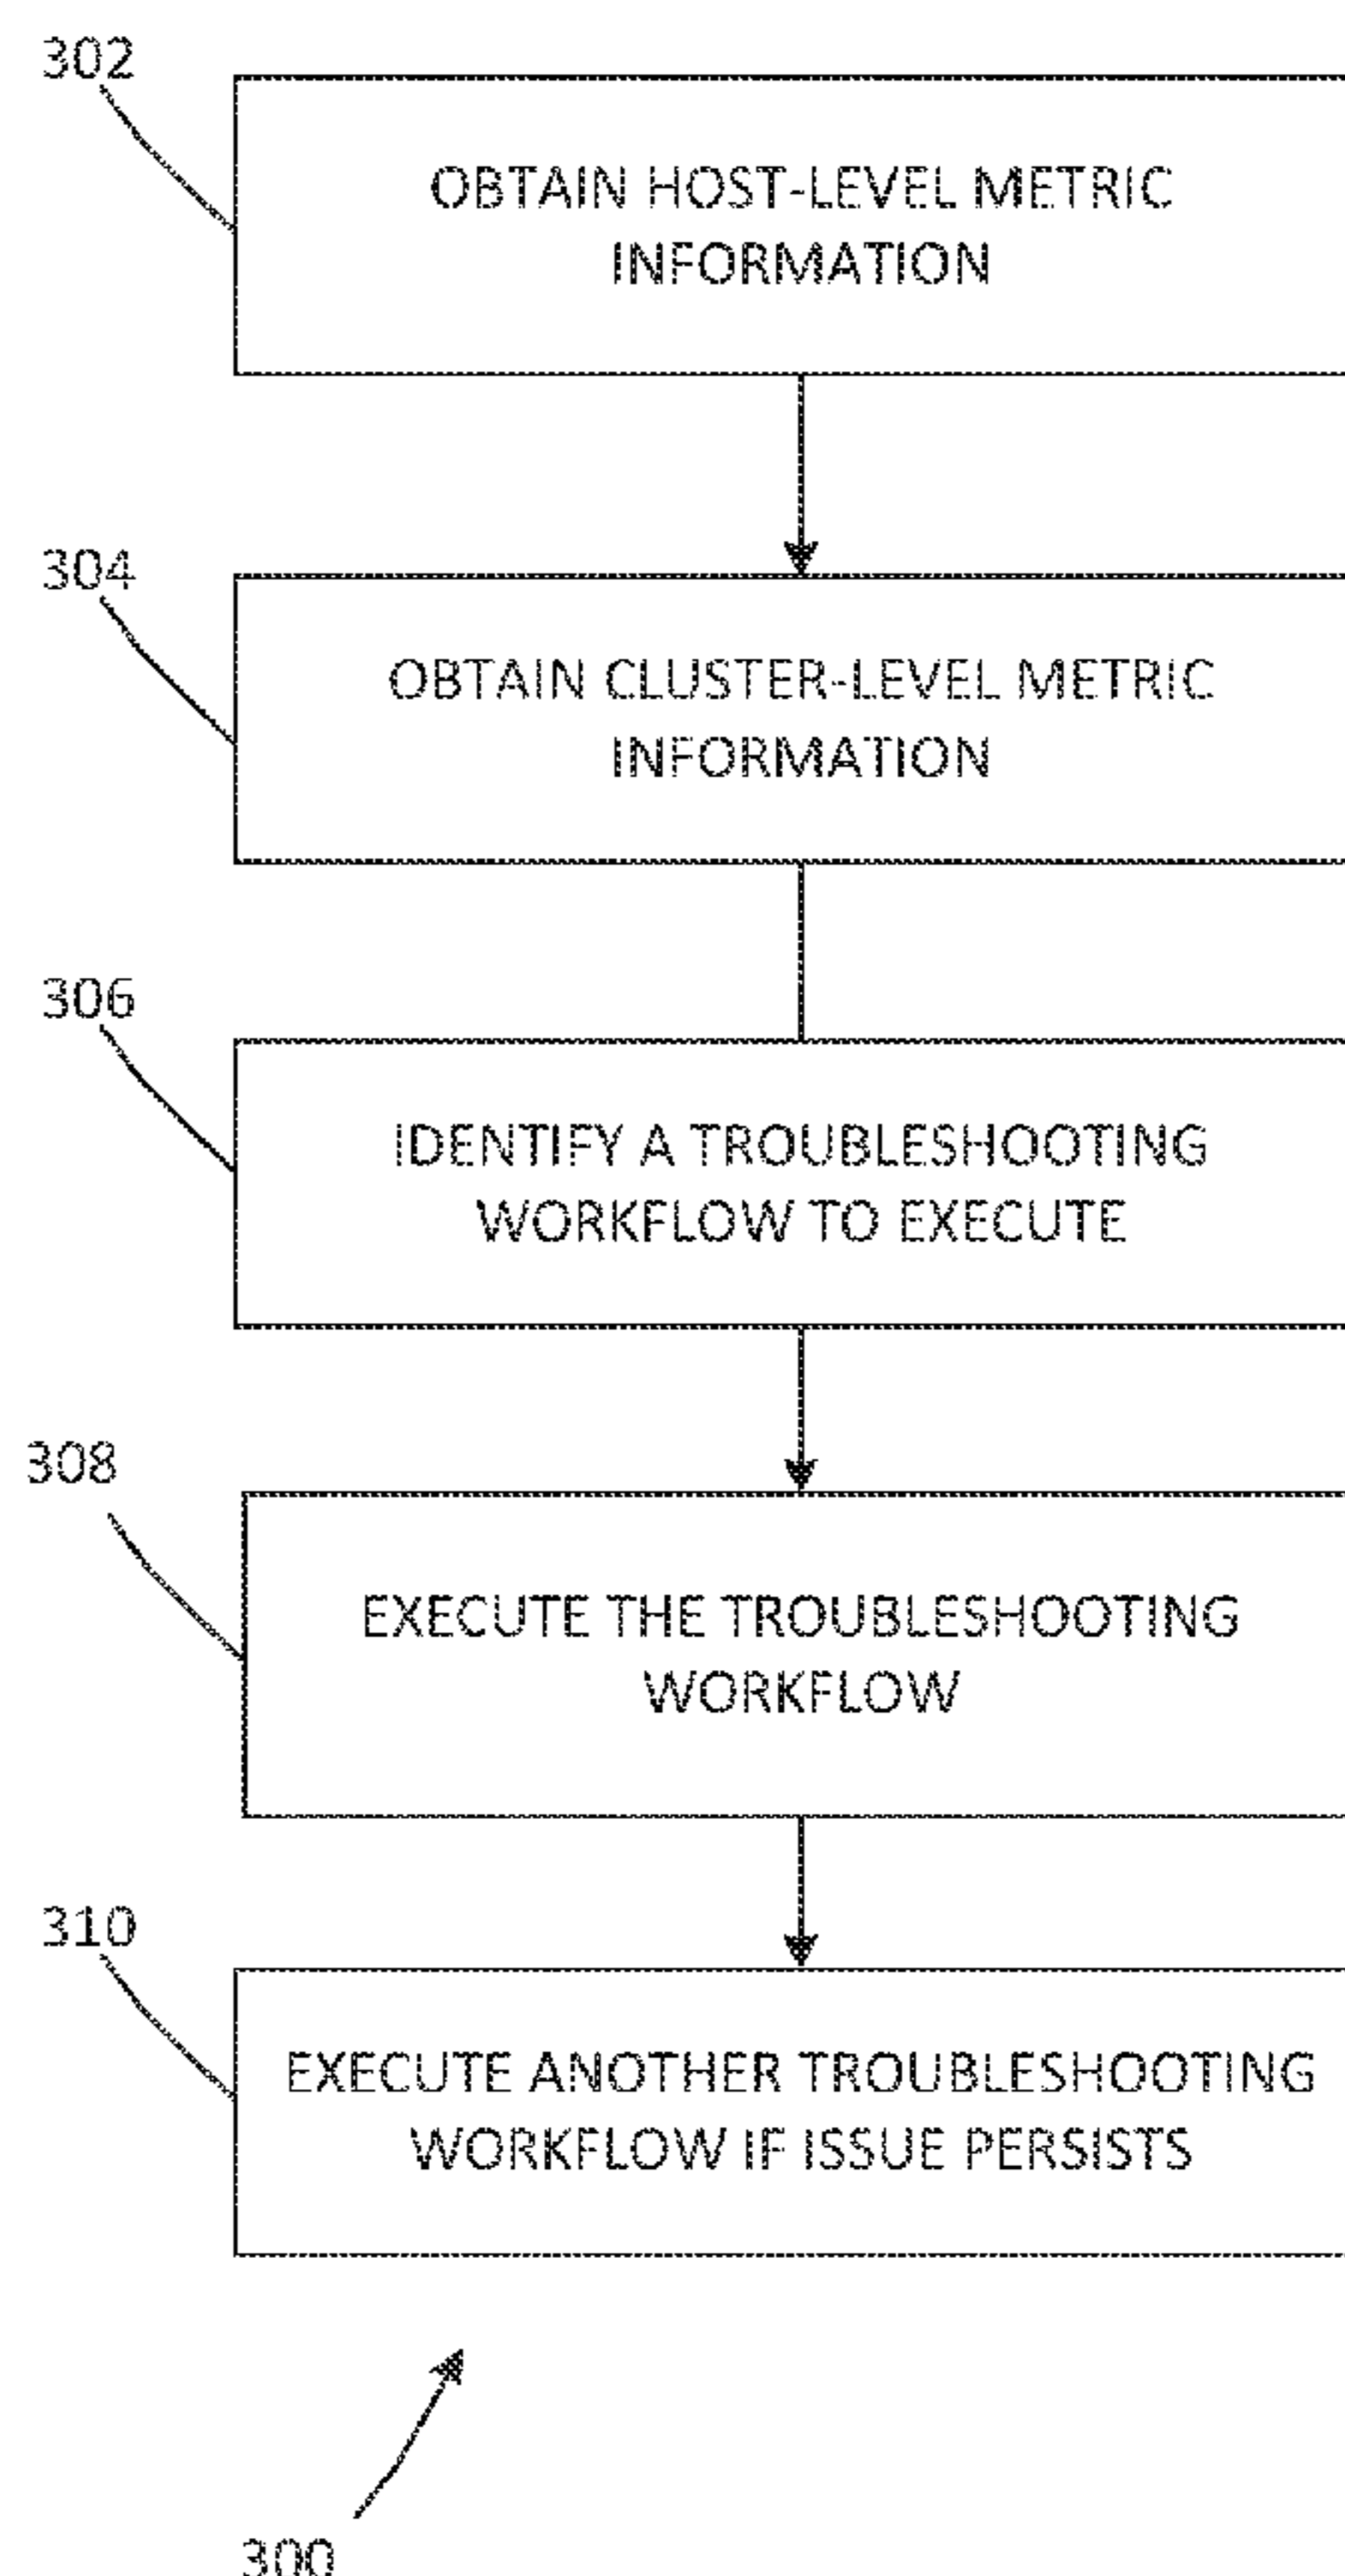 302
OBTAIN HOST-LEVEL METRIC
INFORMATION
304
OBTAIN CLUSTER-LEVEL METRIC
INFORMATION
306
IDENTIFY A TROUBLESHOOTING
WORKFLOW TO EXECUTE
308
EXECUTE THE TROUBLESHOOTING
WORKFLOW
310
EXECUTE ANOTHER TROUBLESHOOTING
WORKFLOW IF ISSUE PERSISTS
300